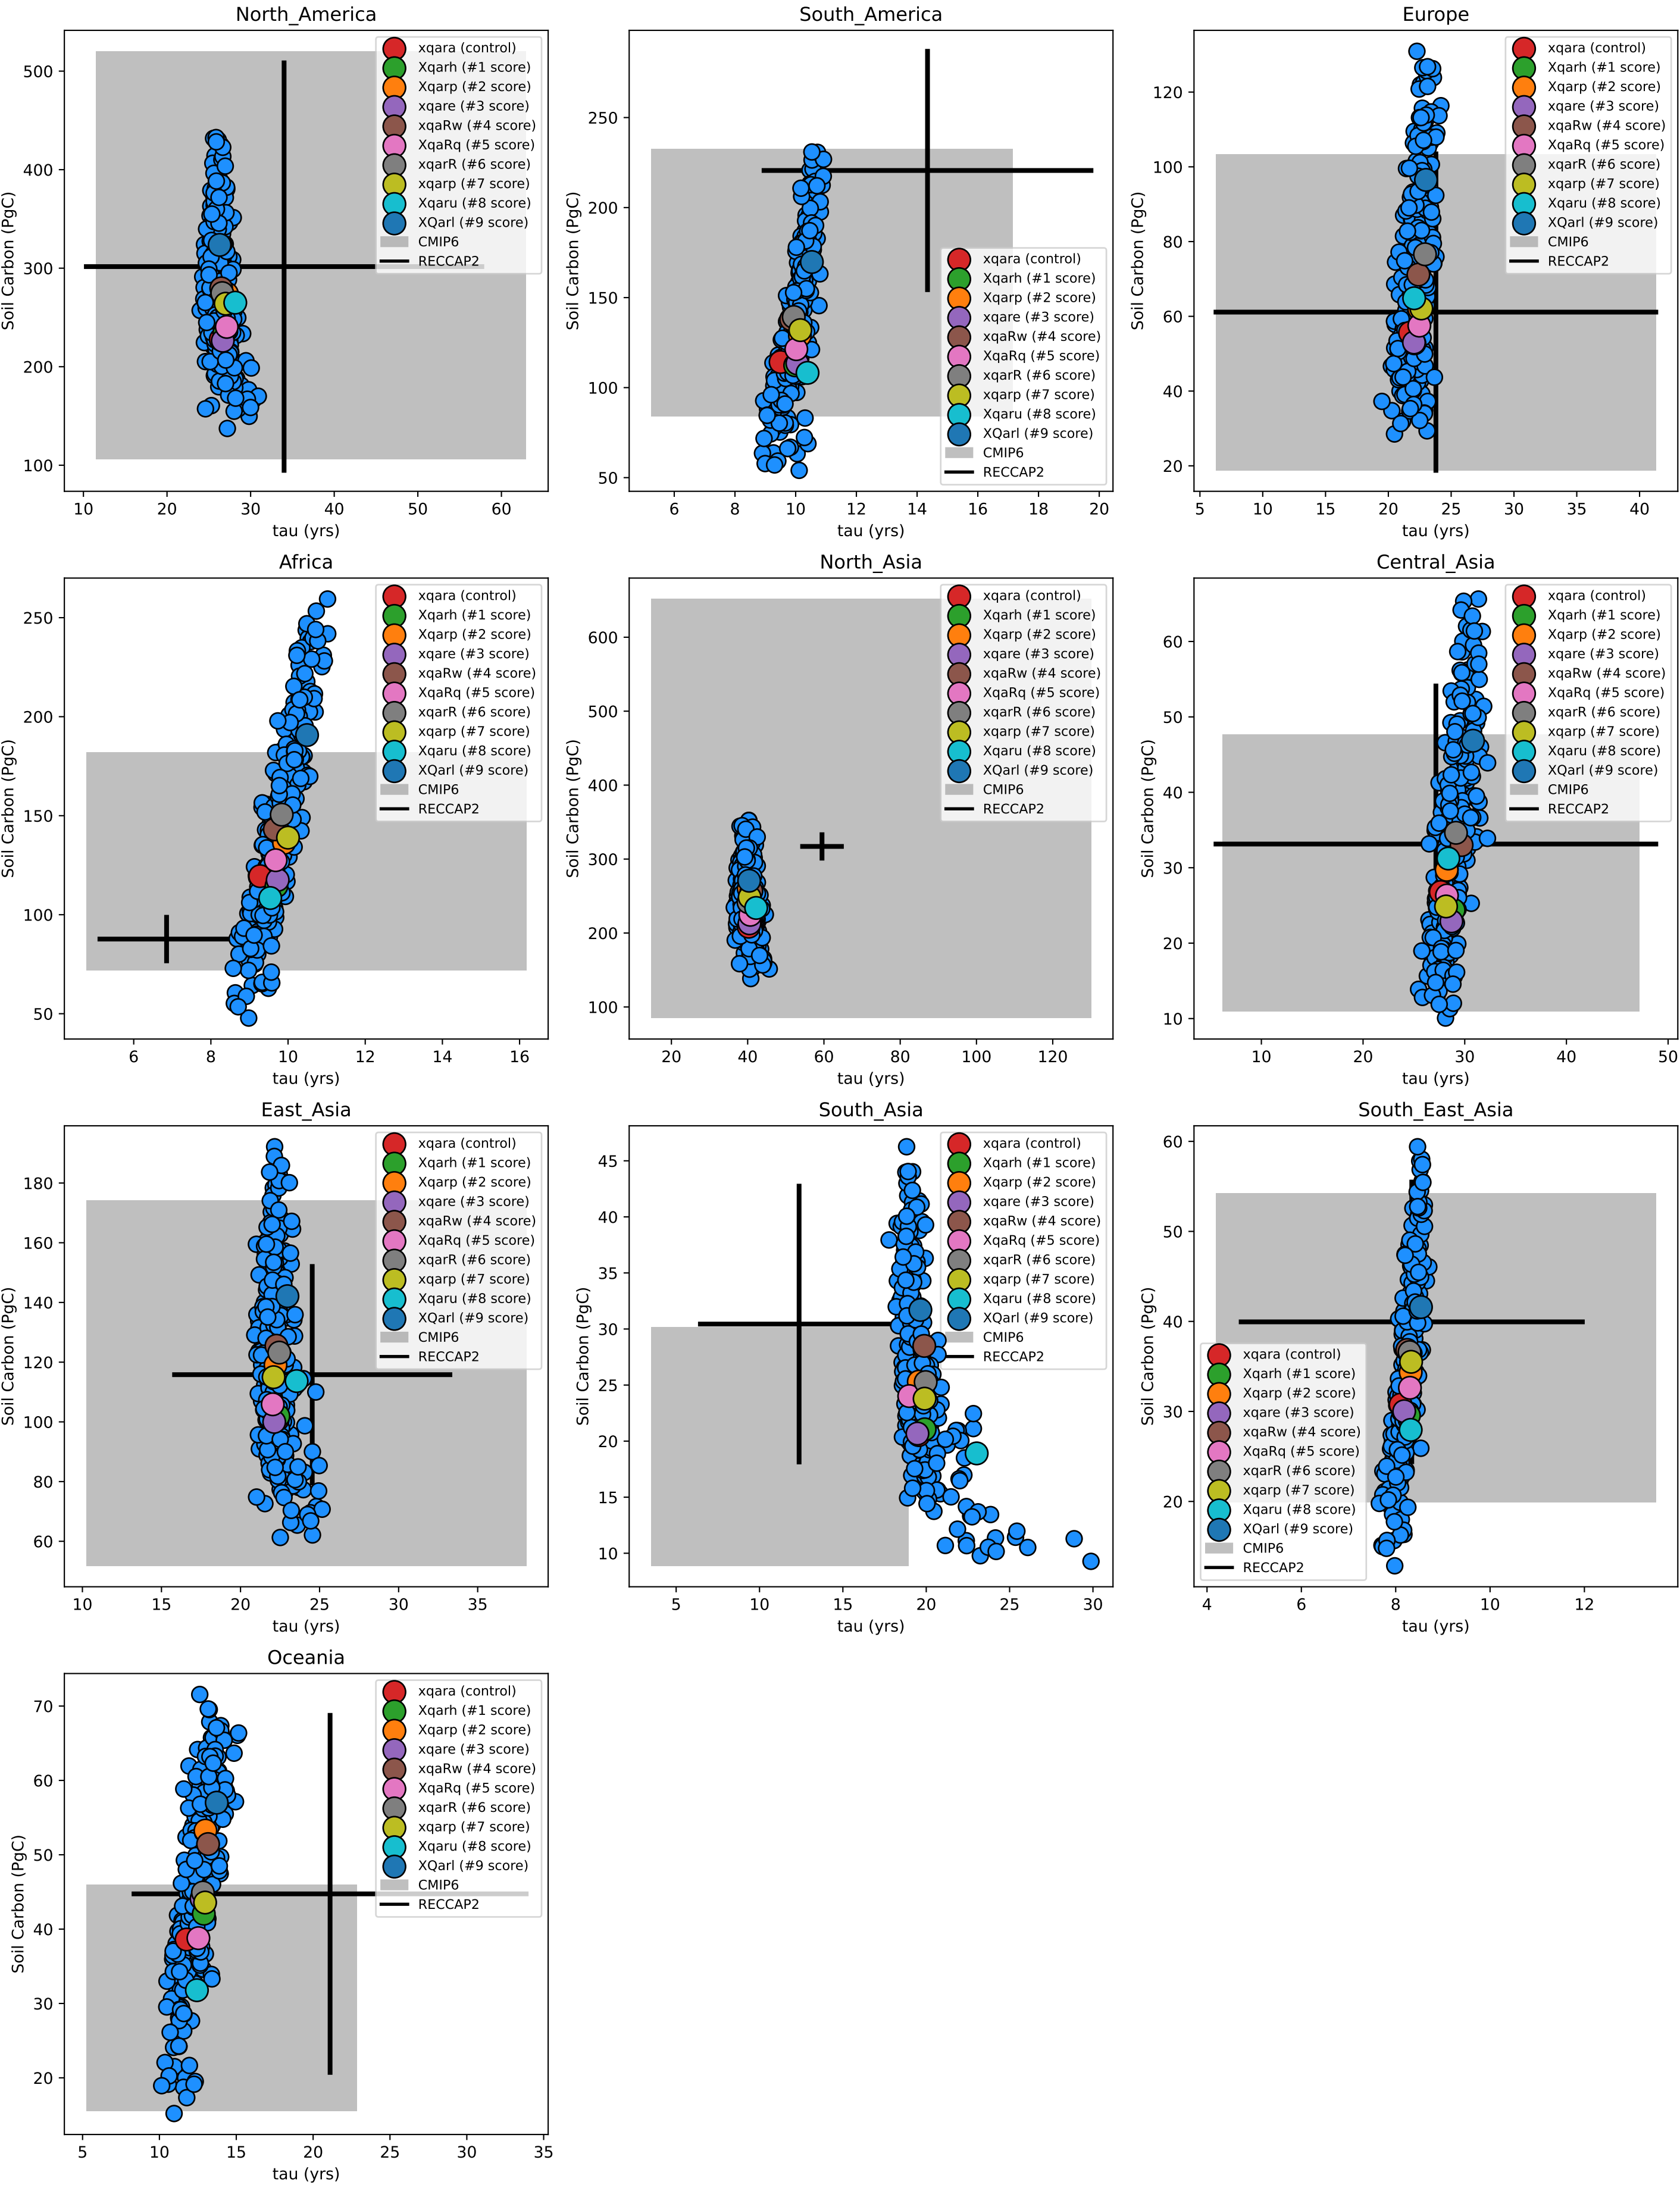 North_America
500
400
300
200
100
Soil Carbon (PgC)
10 20 30 40 50 60
tau (yrs)
xqara (control)
Xqarh (#1 score)
Xqarp (#2 score)
xqare (#3 score)
xqaRw (#4 score)
XqaRq (#5 score)
xqarR (#6 score)
xqarp (#7 score)
Xqaru (#8 score)
XQarl (#9 score)
CMIP6
RECCAP2
South_America
250
200
150
100
50
Soil Carbon (PgC)
6 8 10 12 14 16 18 20
tau (yrs)
xqara (control)
Xqarh (#1 score)
Xqarp (#2 score)
xqare (#3 score)
xqaRw (#4 score)
XqaRq (#5 score)
xqarR (#6 score)
xqarp (#7 score)
Xqaru (#8 score)
XQarl (#9 score)
CMIP6
RECCAP2
Europe
120
100
80
60
40
20
Soil Carbon (PgC)
5 10 15 20 25 30 35 40
tau (yrs)
xqara (control)
Xqarh (#1 score)
Xqarp (#2 score)
xqare (#3 score)
xqaRw (#4 score)
XqaRq (#5 score)
xqarR (#6 score)
xqarp (#7 score)
Xqaru (#8 score)
XQarl (#9 score)
CMIP6
RECCAP2
Africa
250
200
150
100
50
Soil Carbon (PgC)
6 8 10 12 14 16
tau (yrs)
xqara (control)
Xqarh (#1 score)
Xqarp (#2 score)
xqare (#3 score)
xqaRw (#4 score)
XqaRq (#5 score)
xqarR (#6 score)
xqarp (#7 score)
Xqaru (#8 score)
XQarl (#9 score)
CMIP6
RECCAP2
North_Asia
600
500
400
300
200
100
Soil Carbon (PgC)
20 40 60 80 100 120
tau (yrs)
xqara (control)
Xqarh (#1 score)
Xqarp (#2 score)
xqare (#3 score)
xqaRw (#4 score)
XqaRq (#5 score)
xqarR (#6 score)
xqarp (#7 score)
Xqaru (#8 score)
XQarl (#9 score)
CMIP6
RECCAP2
Central_Asia
60
50
40
30
20
10
Soil Carbon (PgC)
10 20 30 40 50
tau (yrs)
xqara (control)
Xqarh (#1 score)
Xqarp (#2 score)
xqare (#3 score)
xqaRw (#4 score)
XqaRq (#5 score)
xqarR (#6 score)
xqarp (#7 score)
Xqaru (#8 score)
XQarl (#9 score)
CMIP6
RECCAP2
East_Asia
180
160
140
120
100
80
60
Soil Carbon (PgC)
10 15 20 25 30 35
tau (yrs)
xqara (control)
Xqarh (#1 score)
Xqarp (#2 score)
xqare (#3 score)
xqaRw (#4 score)
XqaRq (#5 score)
xqarR (#6 score)
xqarp (#7 score)
Xqaru (#8 score)
XQarl (#9 score)
CMIP6
RECCAP2
South_Asia
45
40
35
30
25
20
15
10
Soil Carbon (PgC)
5 10 15 20 25 30
tau (yrs)
xqara (control)
Xqarh (#1 score)
Xqarp (#2 score)
xqare (#3 score)
xqaRw (#4 score)
XqaRq (#5 score)
xqarR (#6 score)
xqarp (#7 score)
Xqaru (#8 score)
XQarl (#9 score)
CMIP6
RECCAP2
South_East_Asia
60
50
40
30
20
Soil Carbon (PgC)
4 6 8 10 12
tau (yrs)
xqara (control)
Xqarh (#1 score)
Xqarp (#2 score)
xqare (#3 score)
xqaRw (#4 score)
XqaRq (#5 score)
xqarR (#6 score)
xqarp (#7 score)
Xqaru (#8 score)
XQarl (#9 score)
CMIP6
RECCAP2
Oceania
70
60
50
40
30
20
Soil Carbon (PgC)
5 10 15 20 25 30 35
tau (yrs)
xqara (control)
Xqarh (#1 score)
Xqarp (#2 score)
xqare (#3 score)
xqaRw (#4 score)
XqaRq (#5 score)
xqarR (#6 score)
xqarp (#7 score)
Xqaru (#8 score)
XQarl (#9 score)
CMIP6
RECCAP2